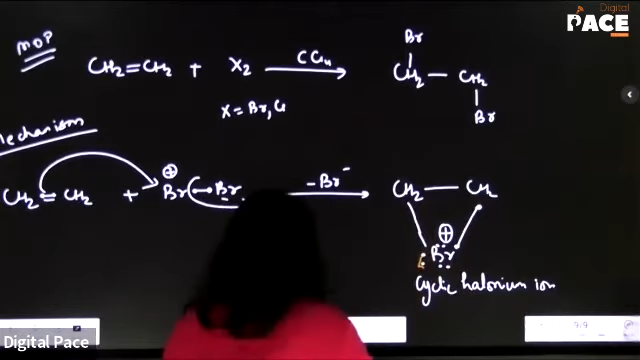 Digital
PACE
MOP
CH2=CH2 + X2 CCl4 CH2 — CH2
Br
Br
X = Br, Cl
Mechanism
CH2=CH2 + Br Br - Br⁻ CH2 — CH2
⊕
⊕
:Br
Cyclic halonium ion
Digital Pace